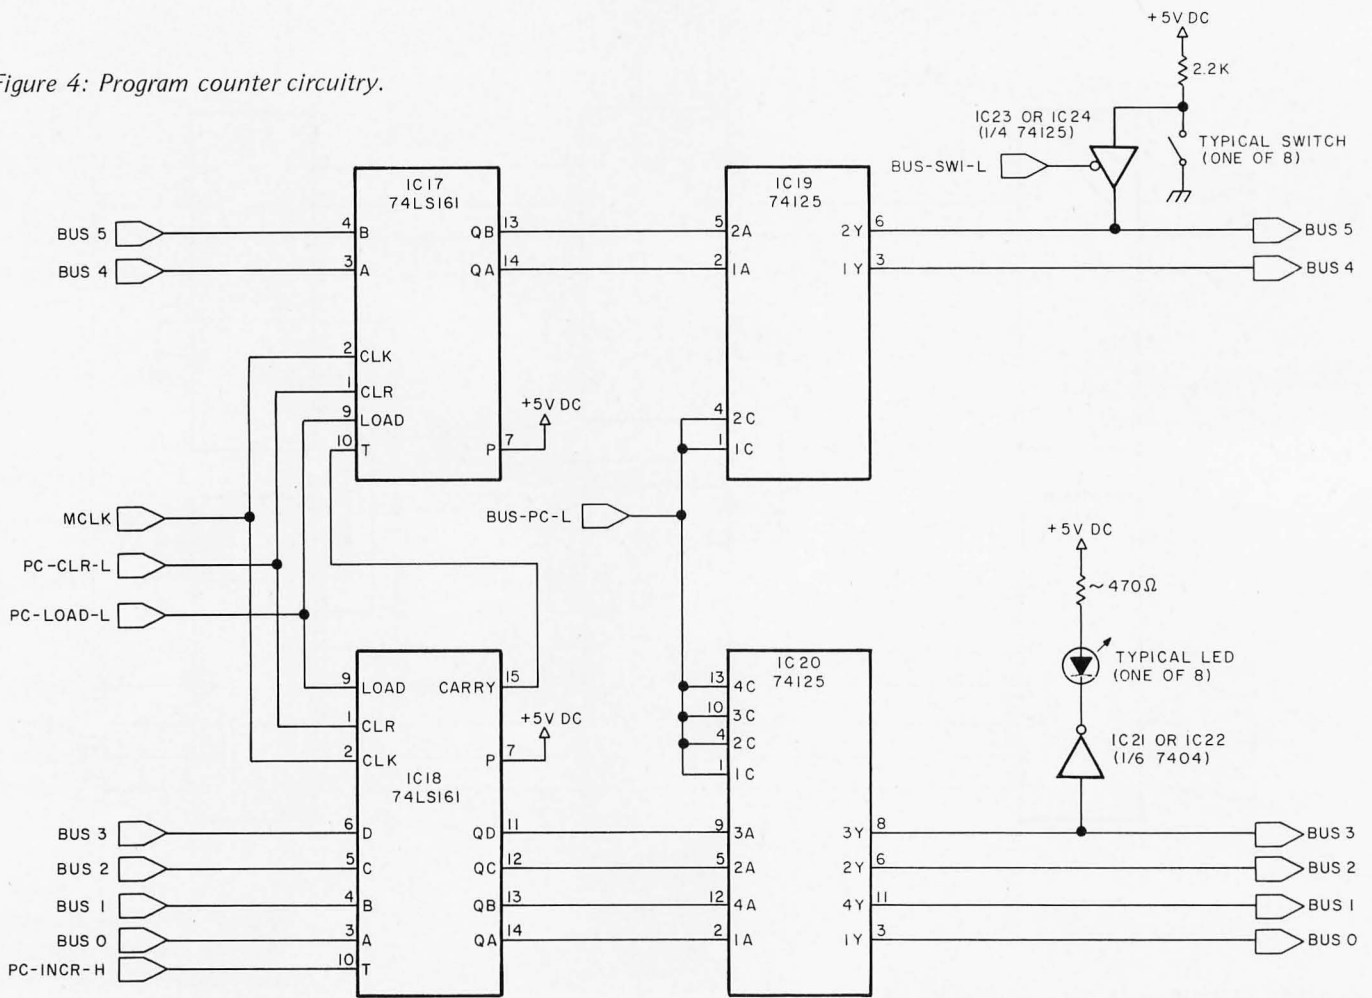 Figure 4: Program counter circuitry.
+5V DC
2.2K
IC23 OR IC24
(1/4 74125)
TYPICAL SWITCH
(ONE OF 8)
BUS-SWI-L
IC17
74LS161
IC19
74125
BUS 5
4
B
QB
13
5
2A
2Y
6
BUS 5
BUS 4
3
A
QA
14
2
1A
1Y
3
BUS 4
2
CLK
1
CLR
9
LOAD
10
T
P
7
+5V DC
4
2C
1
1C
MCLK
BUS-PC-L
PC-CLR-L
PC-LOAD-L
+5V DC
~470Ω
TYPICAL LED
(ONE OF 8)
IC21 OR IC22
(1/6 7404)
9
LOAD
CARRY
15
1
CLR
2
CLK
P
7
+5V DC
IC18
74LS161
IC20
74125
13
4C
10
3C
4
2C
1
1C
BUS 3
6
D
QD
11
9
3A
3Y
8
BUS 3
BUS 2
5
C
QC
12
5
2A
2Y
6
BUS 2
BUS 1
4
B
QB
13
12
4A
4Y
11
BUS 1
BUS 0
3
A
QA
14
2
1A
1Y
3
BUS 0
PC-INCR-H
10
T